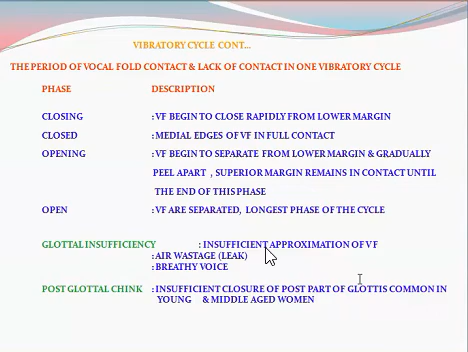 VIBRATORY CYCLE CONT...
THE PERIOD OF VOCAL FOLD CONTACT & LACK OF CONTACT IN ONE VIBRATORY CYCLE
PHASE DESCRIPTION
CLOSING : VF BEGIN TO CLOSE RAPIDLY FROM LOWER MARGIN
CLOSED : MEDIAL EDGES OF VF IN FULL CONTACT
OPENING : VF BEGIN TO SEPARATE FROM LOWER MARGIN & GRADUALLY
PEEL APART , SUPERIOR MARGIN REMAINS IN CONTACT UNTIL
THE END OF THIS PHASE
OPEN : VF ARE SEPARATED, LONGEST PHASE OF THE CYCLE
GLOTTAL INSUFFICIENCY : INSUFFICIENT APPROXIMATION OF VF
: AIR WASTAGE (LEAK)
: BREATHY VOICE
POST GLOTTAL CHINK : INSUFFICIENT CLOSURE OF POST PART OF GLOTTIS COMMON IN
YOUNG & MIDDLE AGED WOMEN